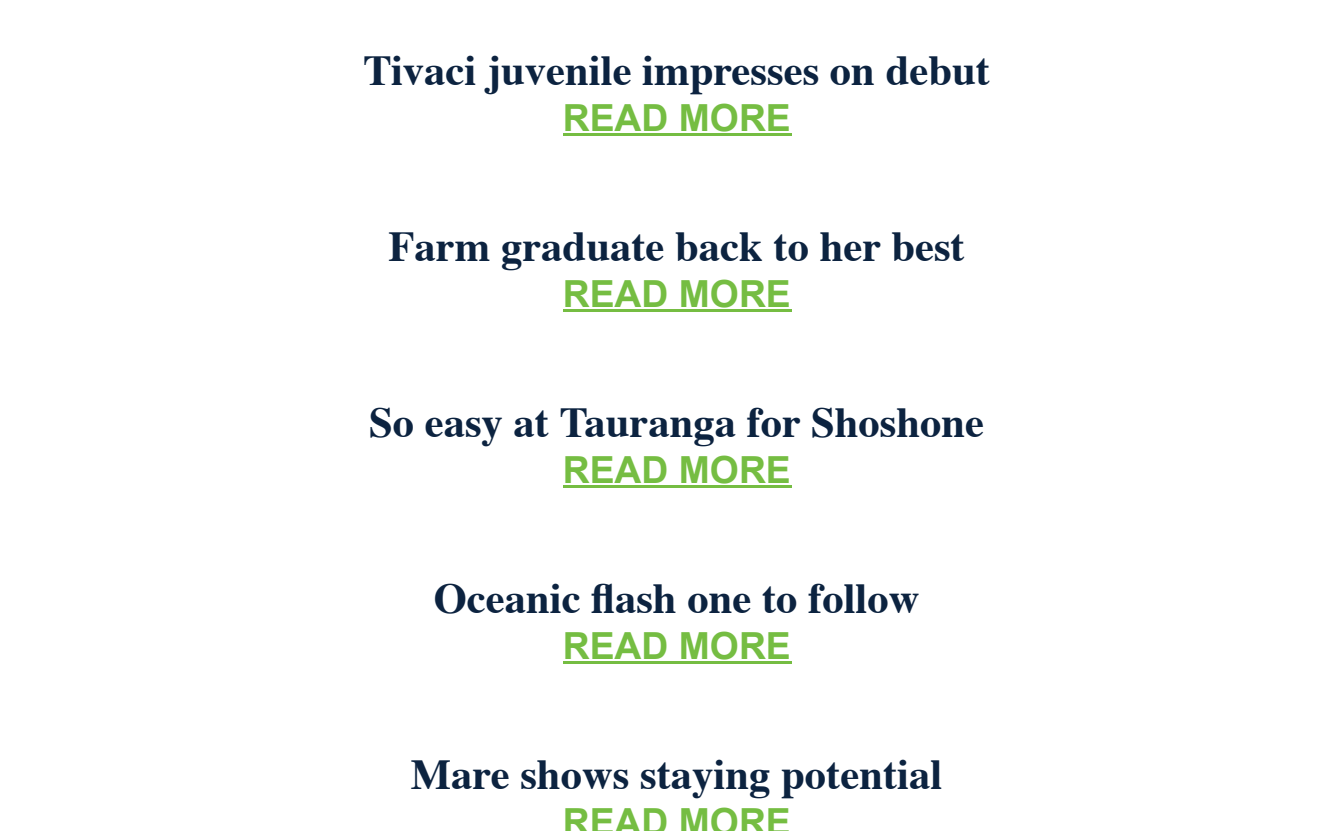 Tivaci juvenile impresses on debut
READ MORE
Farm graduate back to her best
READ MORE
So easy at Tauranga for Shoshone
READ MORE
Oceanic flash one to follow
READ MORE
Mare shows staying potential
READ MORE